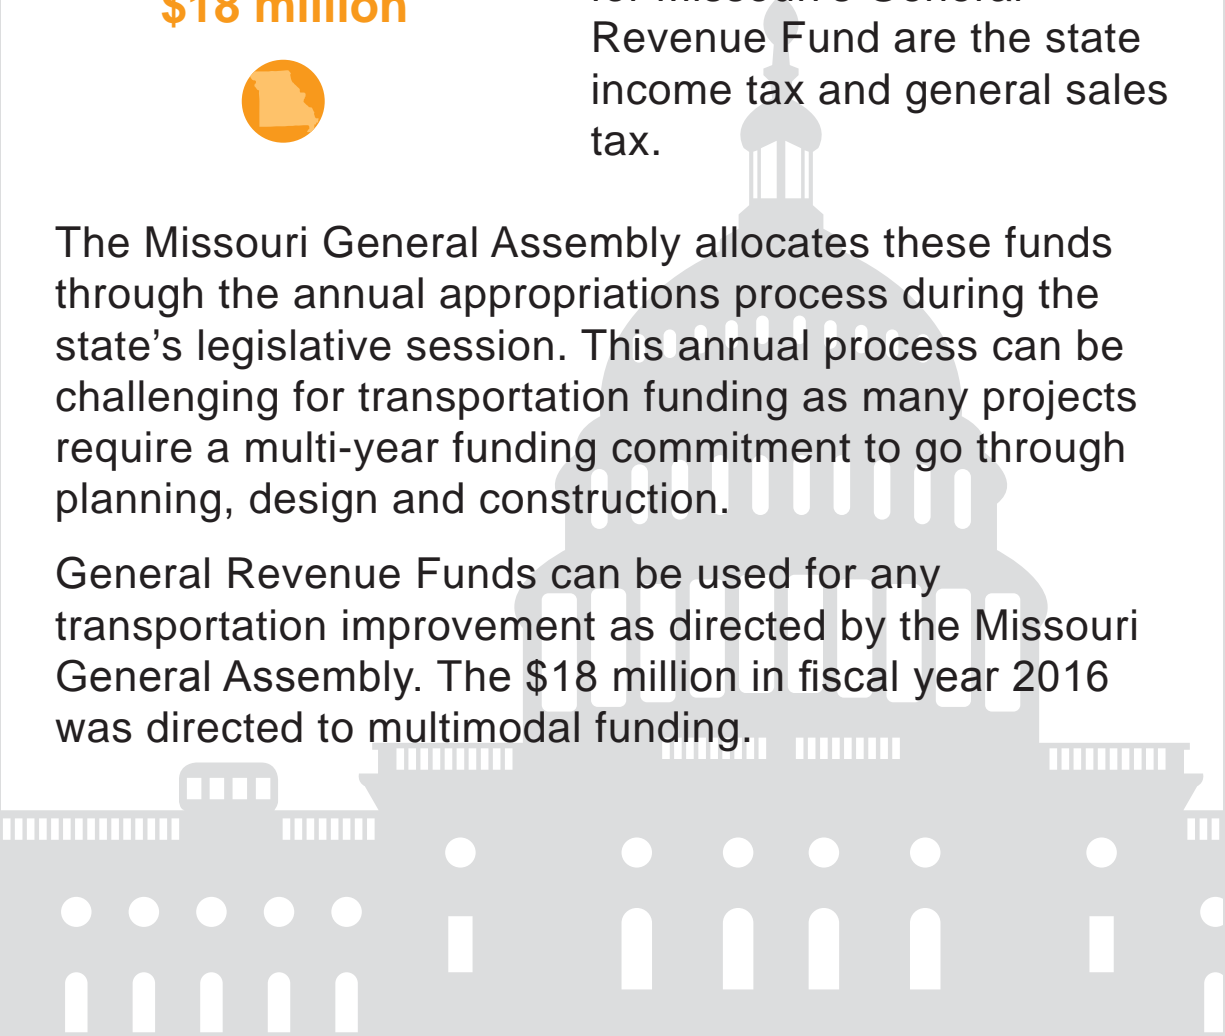 $18 million
for Missouri's General
Revenue Fund are the state
income tax and general sales
tax.
The Missouri General Assembly allocates these funds
through the annual appropriations process during the
state’s legislative session. This annual process can be
challenging for transportation funding as many projects
require a multi-year funding commitment to go through
planning, design and construction.
General Revenue Funds can be used for any
transportation improvement as directed by the Missouri
General Assembly. The $18 million in fiscal year 2016
was directed to multimodal funding.